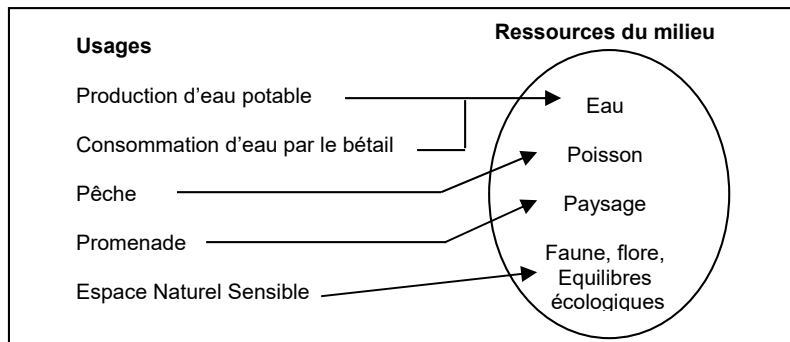 Usages
Production d'eau potable
Consommation d'eau par le bétail
Pêche
Promenade
Espace Naturel Sensible
Ressources du milieu
Eau
Poisson
Paysage
Faune, flore,
Equilibres
écologiques